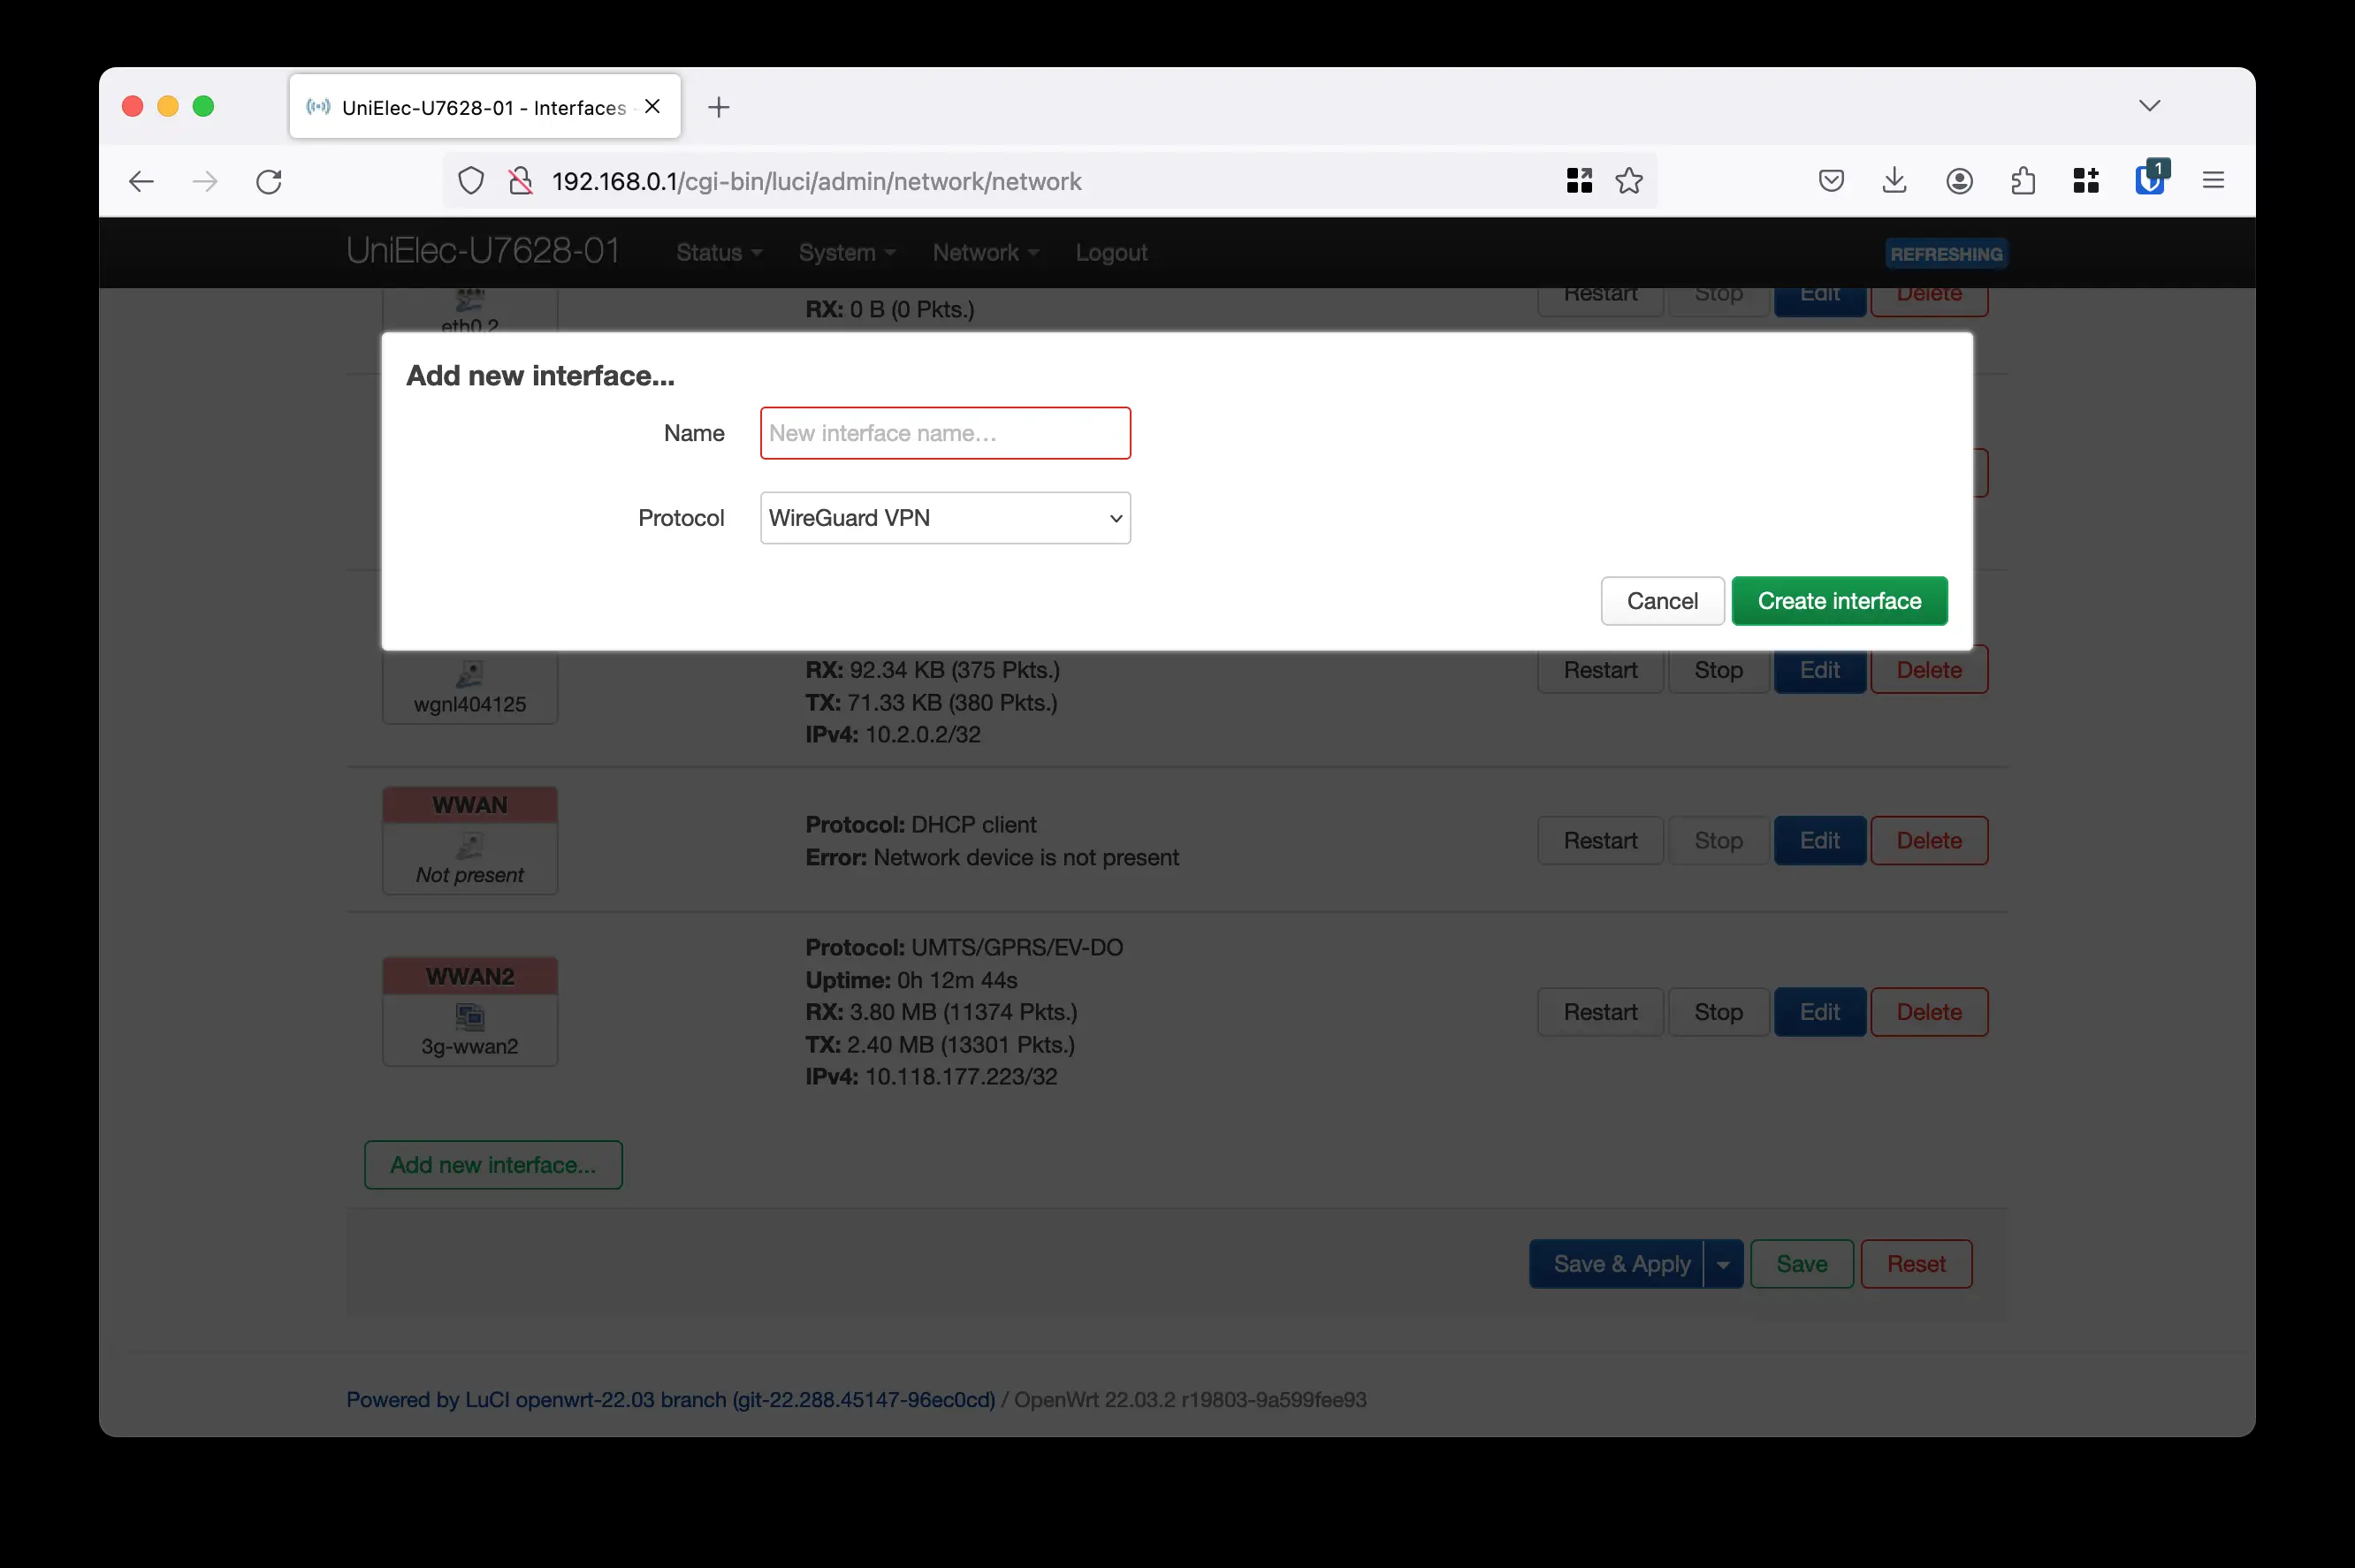 UniElec-U7628-01 - Interfaces -
192.168.0.1/cgi-bin/luci/admin/network/network
1
UniElec-U7628-01
Status
System
Network
Logout
REFRESHING
eth0.2
RX: 0 B (0 Pkts.)
Restart
Stop
Edit
Delete
Add new interface...
Name
New interface name…
Protocol
WireGuard VPN
Cancel
Create interface
wgnl404125
RX: 92.34 KB (375 Pkts.)
TX: 71.33 KB (380 Pkts.)
IPv4: 10.2.0.2/32
Restart
Stop
Edit
Delete
WWAN
Not present
Protocol: DHCP client
Error: Network device is not present
Restart
Stop
Edit
Delete
WWAN2
3g-wwan2
Protocol: UMTS/GPRS/EV-DO
Uptime: 0h 12m 44s
RX: 3.80 MB (11374 Pkts.)
TX: 2.40 MB (13301 Pkts.)
IPv4: 10.118.177.223/32
Restart
Stop
Edit
Delete
Add new interface...
Save & Apply
Save
Reset
Powered by LuCI openwrt-22.03 branch (git-22.288.45147-96ec0cd) / OpenWrt 22.03.2 r19803-9a599fee93